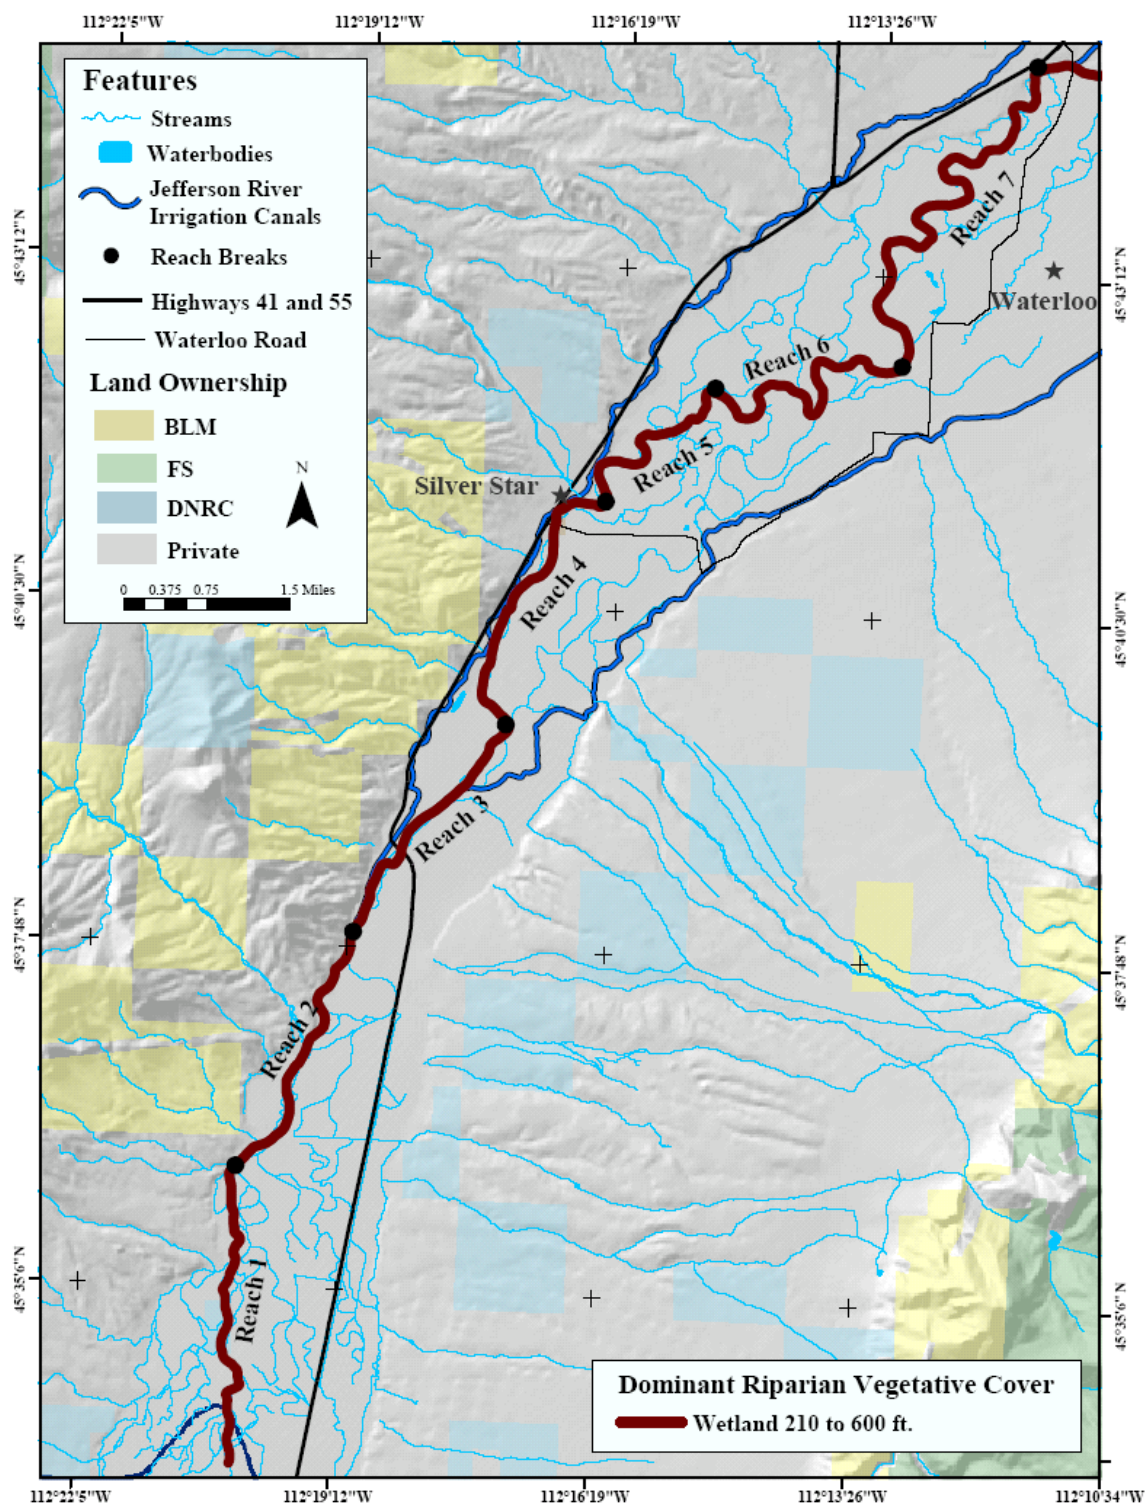 112°22'5"W
112°19'12"W
112°16'19"W
112°13'26"W
Features
Streams
Waterbodies
Jefferson River
Irrigation Canals
Reach Breaks
Highways 41 and 55
Waterloo Road
Land Ownership
BLM
FS
DNRC
Private
N
0 0.375 0.75 1.5 Miles
45°43'12"N
45°40'30"N
45°37'48"N
45°35'6"N
45°43'12"N
45°40'30"N
45°37'48"N
45°35'6"N
Reach 7
Waterloo
Reach 6
Reach 5
Silver Star
Reach 4
Reach 3
Reach 2
Reach 1
Dominant Riparian Vegetative Cover
Wetland 210 to 600 ft.
112°22'5"W
112°19'12"W
112°16'19"W
112°13'26"W
112°10'34"W